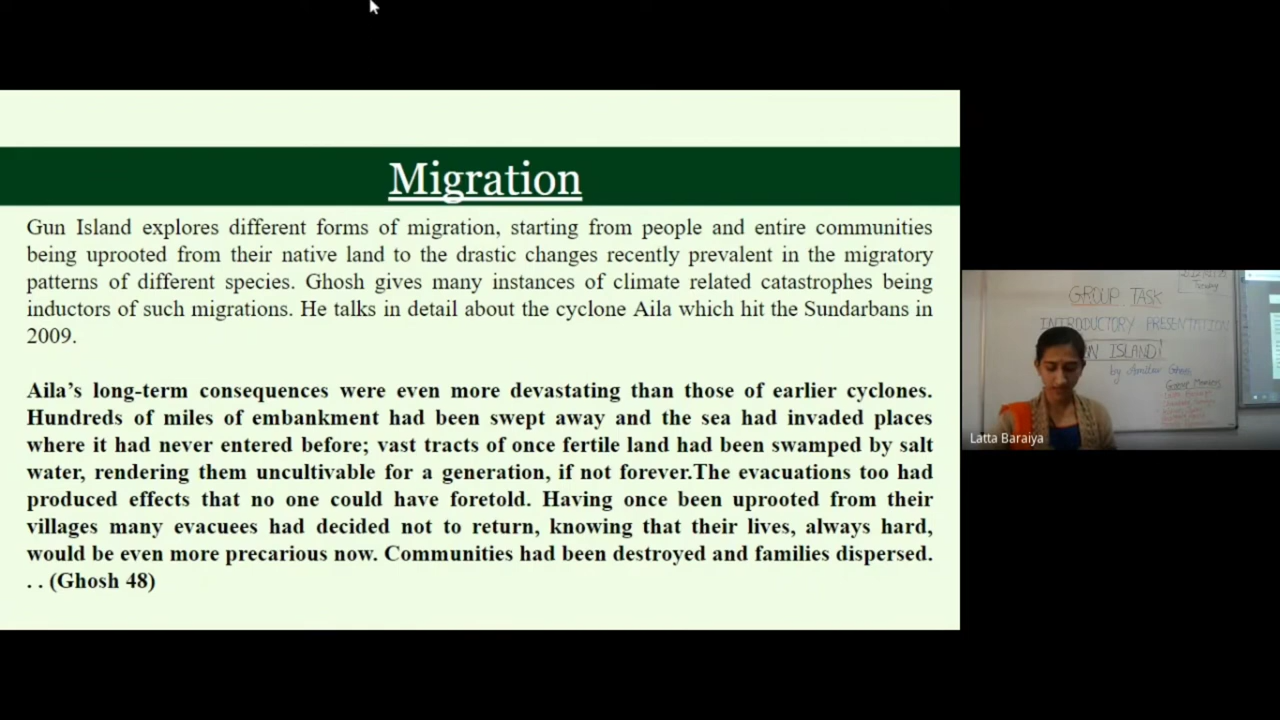 Migration
Gun Island explores different forms of migration, starting from people and entire communities
being uprooted from their native land to the drastic changes recently prevalent in the migratory
patterns of different species. Ghosh gives many instances of climate related catastrophes being
inductors of such migrations. He talks in detail about the cyclone Aila which hit the Sundarbans in
2009.
Aila’s long-term consequences were even more devastating than those of earlier cyclones.
Hundreds of miles of embankment had been swept away and the sea had invaded places
where it had never entered before; vast tracts of once fertile land had been swamped by salt
water, rendering them uncultivable for a generation, if not forever.The evacuations too had
produced effects that no one could have foretold. Having once been uprooted from their
villages many evacuees had decided not to return, knowing that their lives, always hard,
would be even more precarious now. Communities had been destroyed and families dispersed.
. . (Ghosh 48)
GROUP TASK
INTRODUCTORY PRESENTATION
ISLAND'
by Amitav Ghosh
Group Members
Latta Baraiya